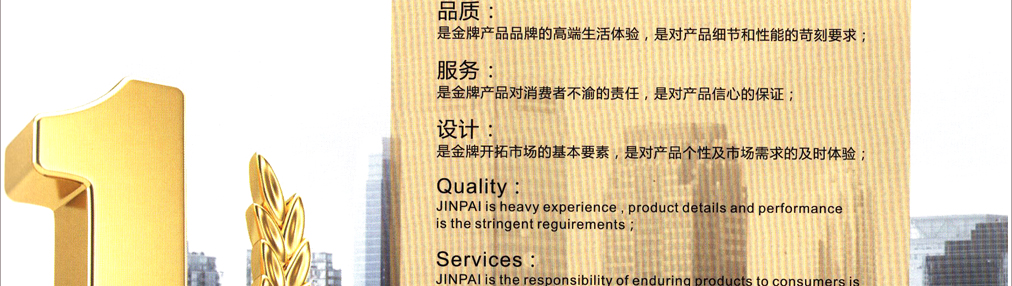 品质：
是金牌产品品牌的高端生活体验，是对产品细节和性能的苛刻要求；
服务：
是金牌产品对消费者不渝的责任，是对产品信心的保证；
设计：
是金牌开拓市场的基本要素，是对产品个性及市场需求的及时体验；
Quality：
JINPAI is heavy experience , product details and performance
is the stringent reguirements；
Services：
JINPAI is the responsibility of enduring products to consumers is